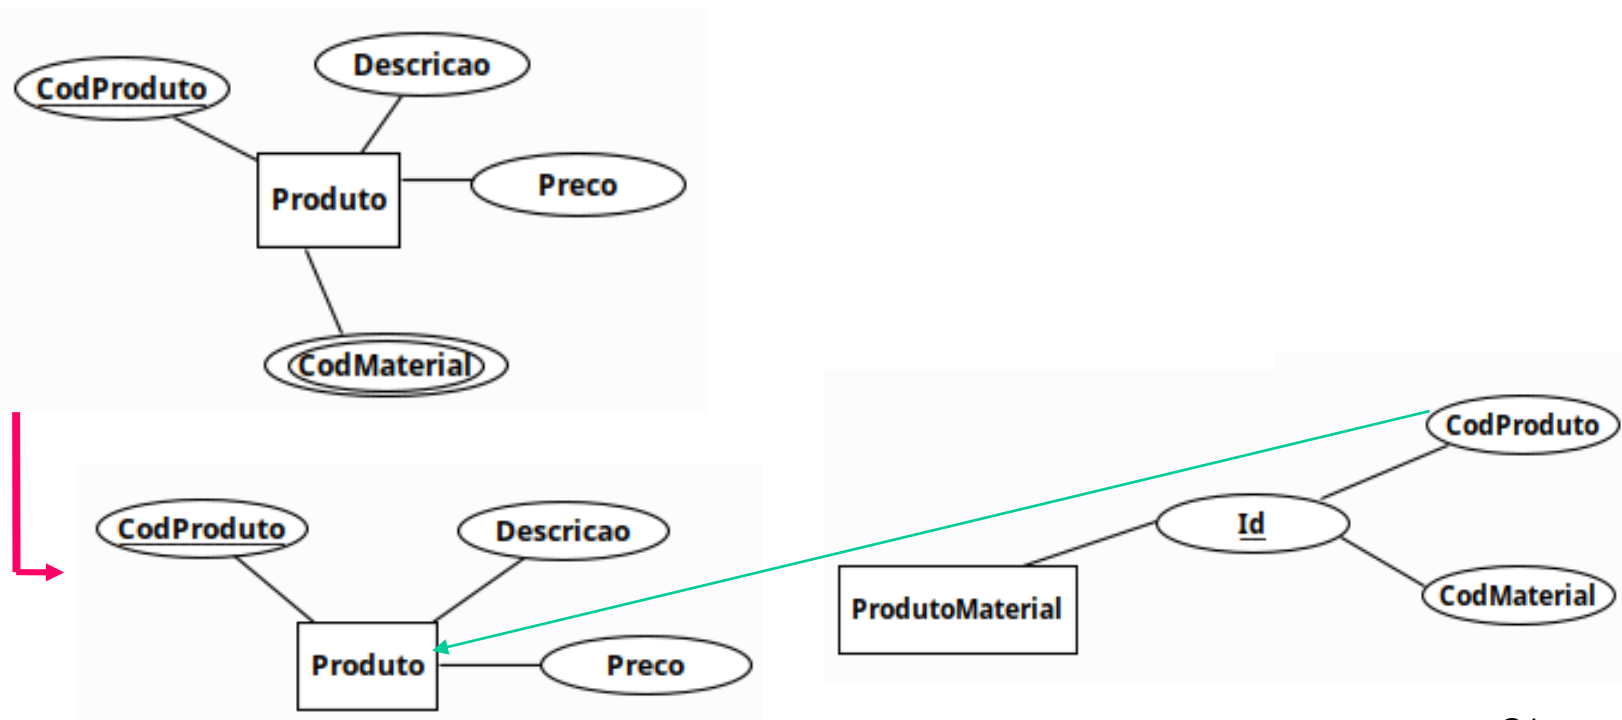 Descricao
CodProduto
Preco
Produto
CodMaterial
CodProduto
CodProduto
Descricao
Id
CodMaterial
ProdutoMaterial
Produto
Preco